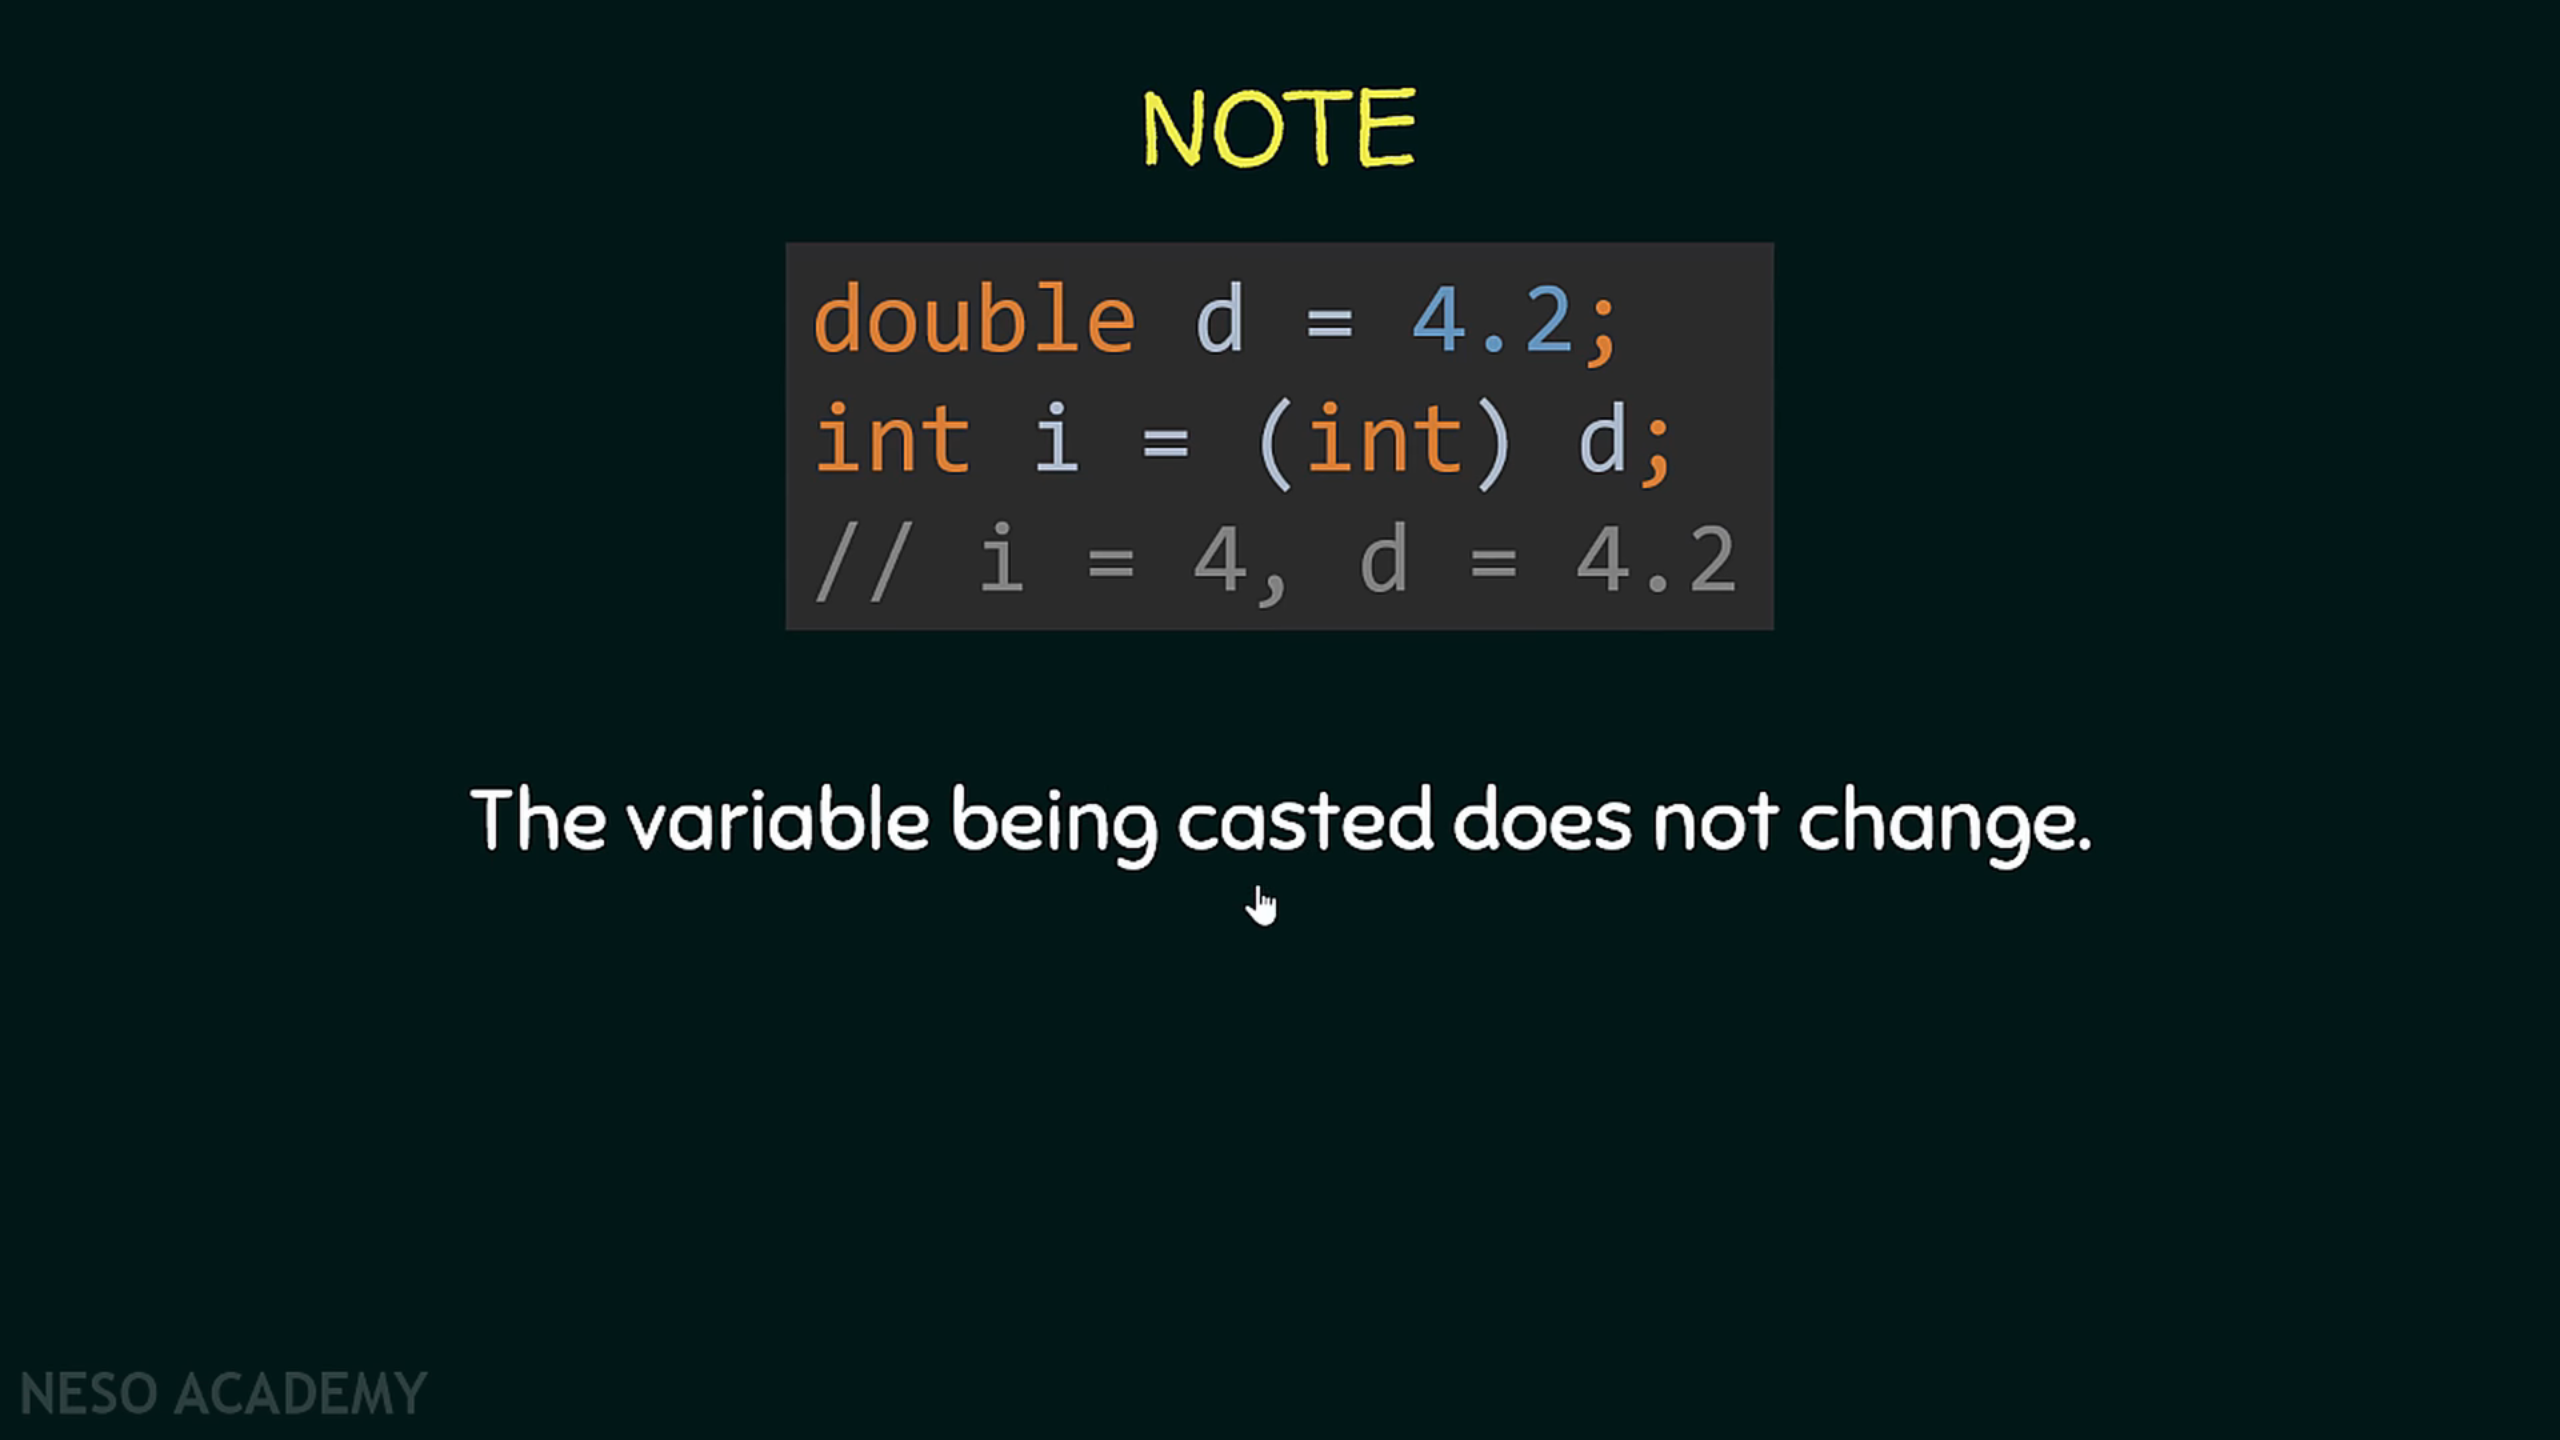 NOTE
double d = 4.2;
int i = (int) d;
// i = 4, d = 4.2
The variable being casted does not change.
NESO ACADEMY